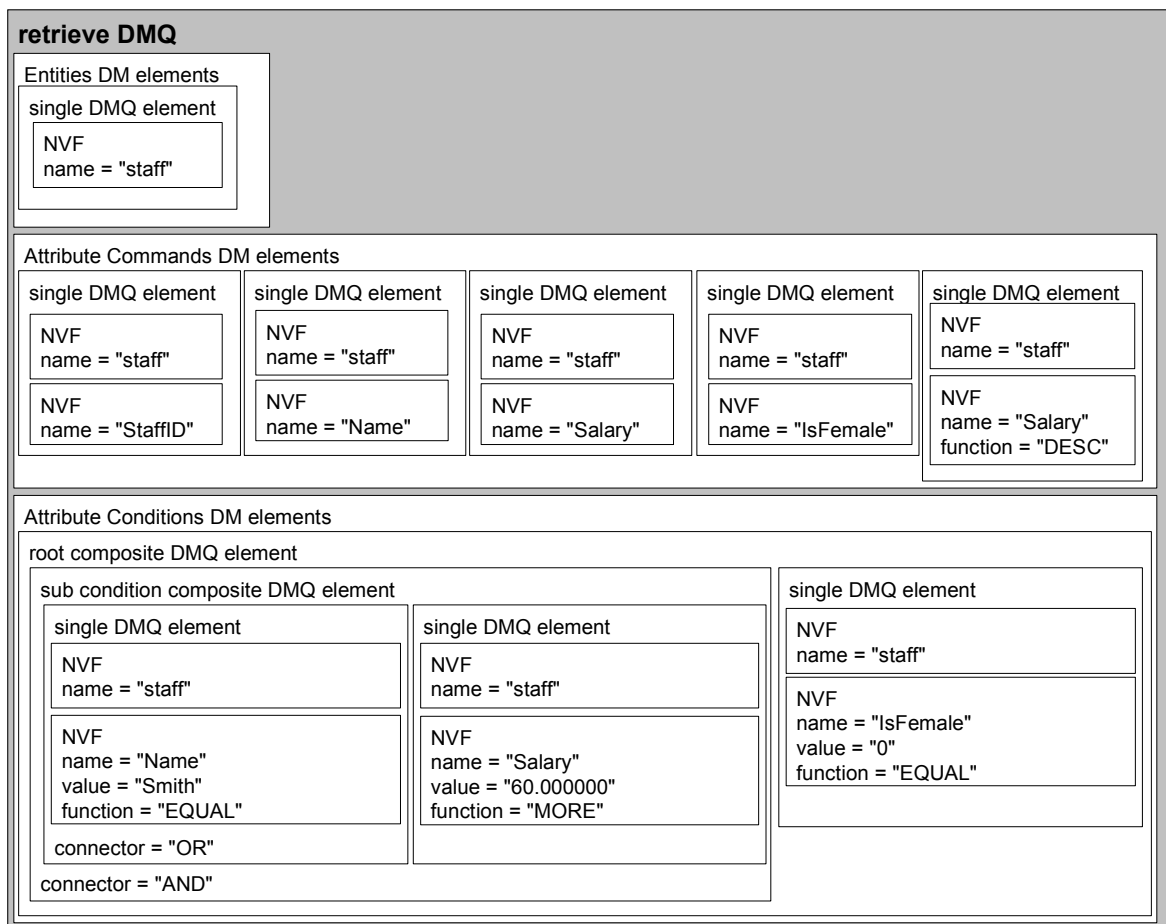 retrieve DMQ
Entities DM elements
single DMQ element
NVF
name = "staff"
Attribute Commands DM elements
single DMQ element
NVF
name = "staff"
NVF
name = "StaffID"
single DMQ element
NVF
name = "staff"
NVF
name = "Name"
single DMQ element
NVF
name = "staff"
NVF
name = "Salary"
single DMQ element
NVF
name = "staff"
NVF
name = "IsFemale"
single DMQ element
NVF
name = "staff"
NVF
name = "Salary"
function = "DESC"
Attribute Conditions DM elements
root composite DMQ element
sub condition composite DMQ element
single DMQ element
NVF
name = "staff"
NVF
name = "Name"
value = "Smith"
function = "EQUAL"
connector = "OR"
single DMQ element
NVF
name = "staff"
NVF
name = "Salary"
value = "60.000000"
function = "MORE"
connector = "AND"
single DMQ element
NVF
name = "staff"
NVF
name = "IsFemale"
value = "0"
function = "EQUAL"